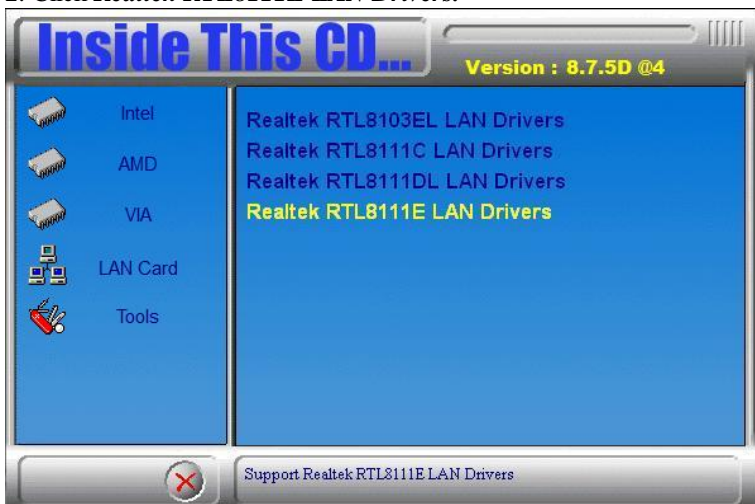 Inside This CD...
Version : 8.7.5D @4
Intel
AMD
VIA
LAN Card
Tools
Realtek RTL8103EL LAN Drivers
Realtek RTL8111C LAN Drivers
Realtek RTL8111DL LAN Drivers
Realtek RTL8111E LAN Drivers
Support Realtek RTL8111E LAN Drivers